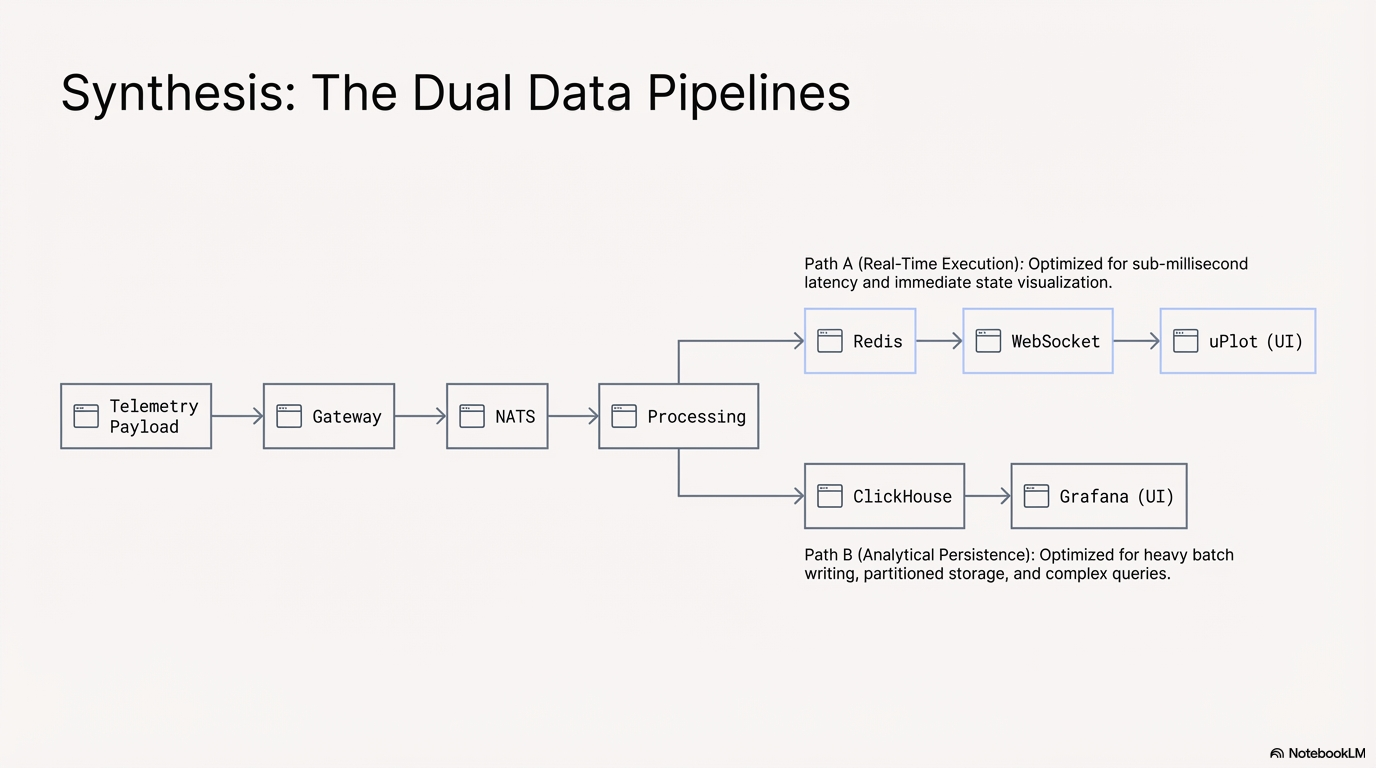 Synthesis: The Dual Data Pipelines
Path A (Real-Time Execution): Optimized for sub-millisecond
latency and immediate state visualization.
Redis
WebSocket
uPlot (UI)
Telemetry
Payload
Gateway
NATS
Processing
ClickHouse
Grafana (UI)
Path B (Analytical Persistence): Optimized for heavy batch
writing, partitioned storage, and complex queries.
NotebookLM